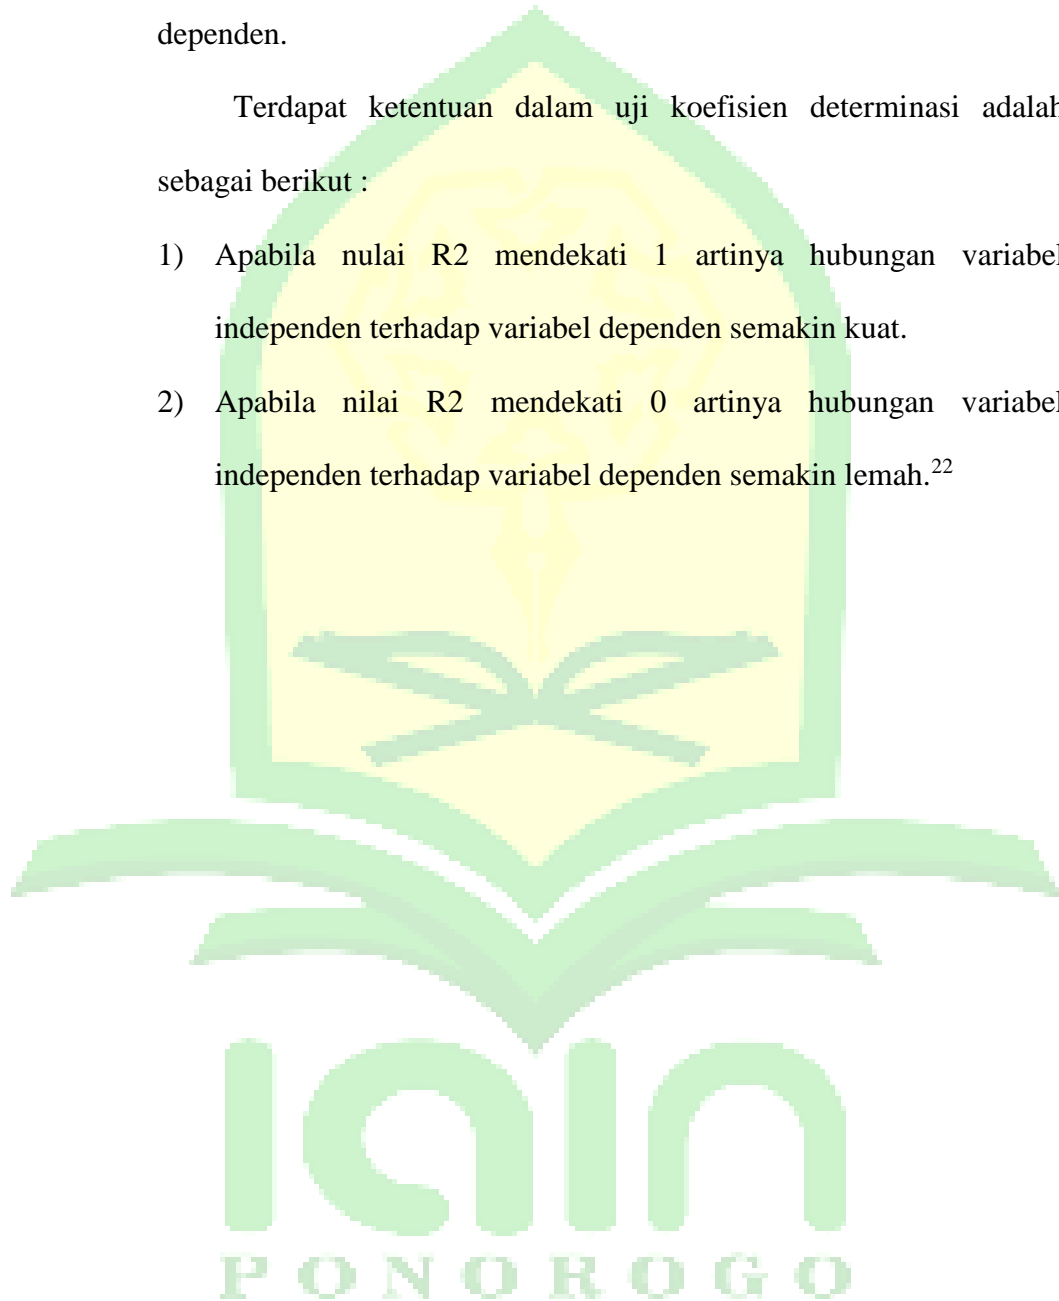 dependen.
Terdapat ketentuan dalam uji koefisien determinasi adalah
sebagai berikut :
1) Apabila nulai R2 mendekati 1 artinya hubungan variabel
independen terhadap variabel dependen semakin kuat.
2) Apabila nilai R2 mendekati 0 artinya hubungan variabel
independen terhadap variabel dependen semakin lemah.22
IAIN
PONOROGO